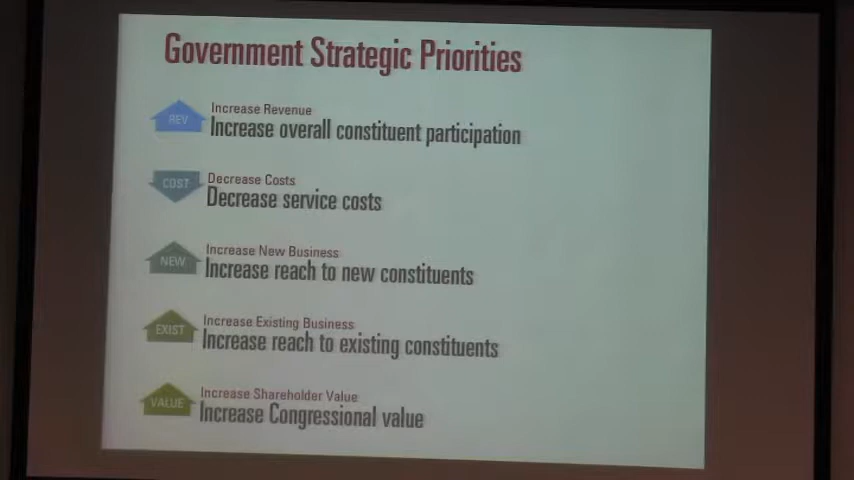 Government Strategic Priorities
REV
Increase Revenue
Increase overall constituent participation
COST
Decrease Costs
Decrease service costs
NEW
Increase New Business
Increase reach to new constituents
EXIST
Increase Existing Business
Increase reach to existing constituents
VALUE
Increase Shareholder Value
Increase Congressional value